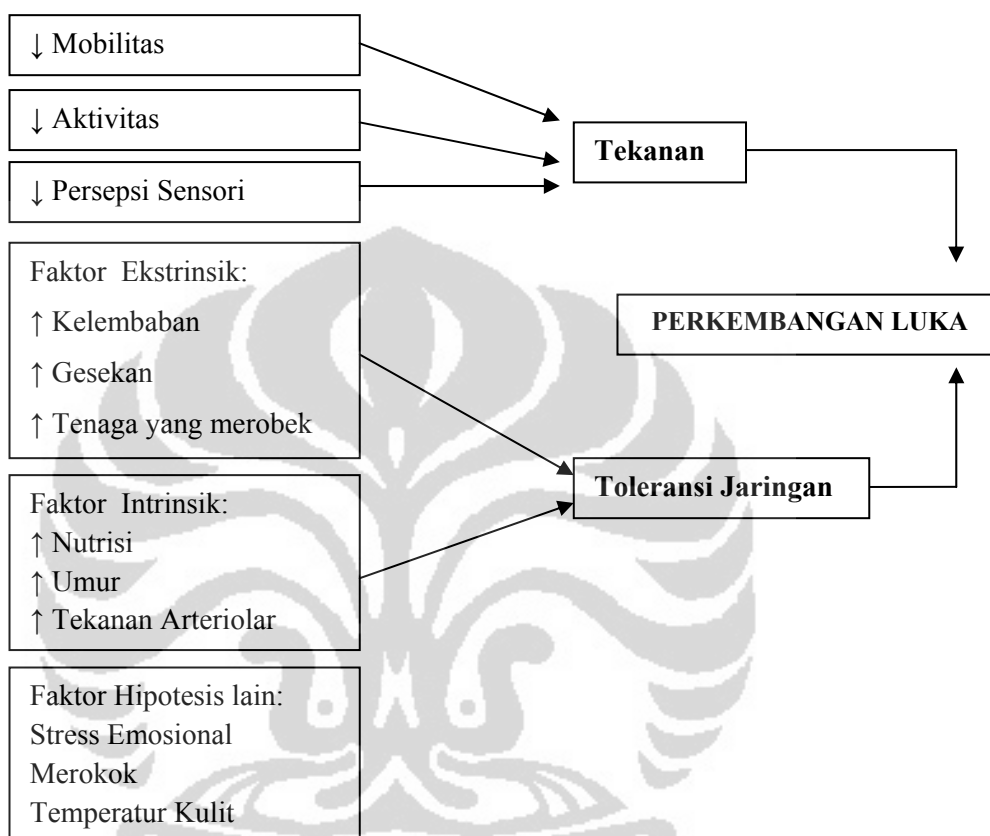 ↓ Mobilitas
↓ Aktivitas
↓ Persepsi Sensori
Tekanan
Faktor Ekstrinsik:
↑ Kelembaban
↑ Gesekan
↑ Tenaga yang merobek
PERKEMBANGAN LUKA
Faktor Intrinsik:
↑ Nutrisi
↑ Umur
↑ Tekanan Arteriolar
Toleransi Jaringan
Faktor Hipotesis lain:
Stress Emosional
Merokok
Temperatur Kulit